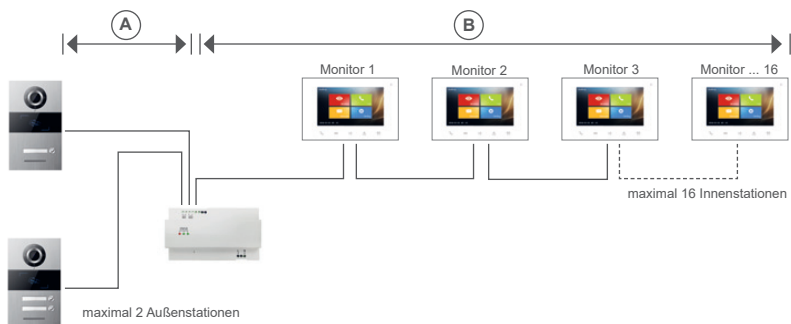 A
B
Monitor 1
Monitor 2
Monitor 3
Monitor ... 16
maximal 16 Innenstationen
maximal 2 Außenstationen